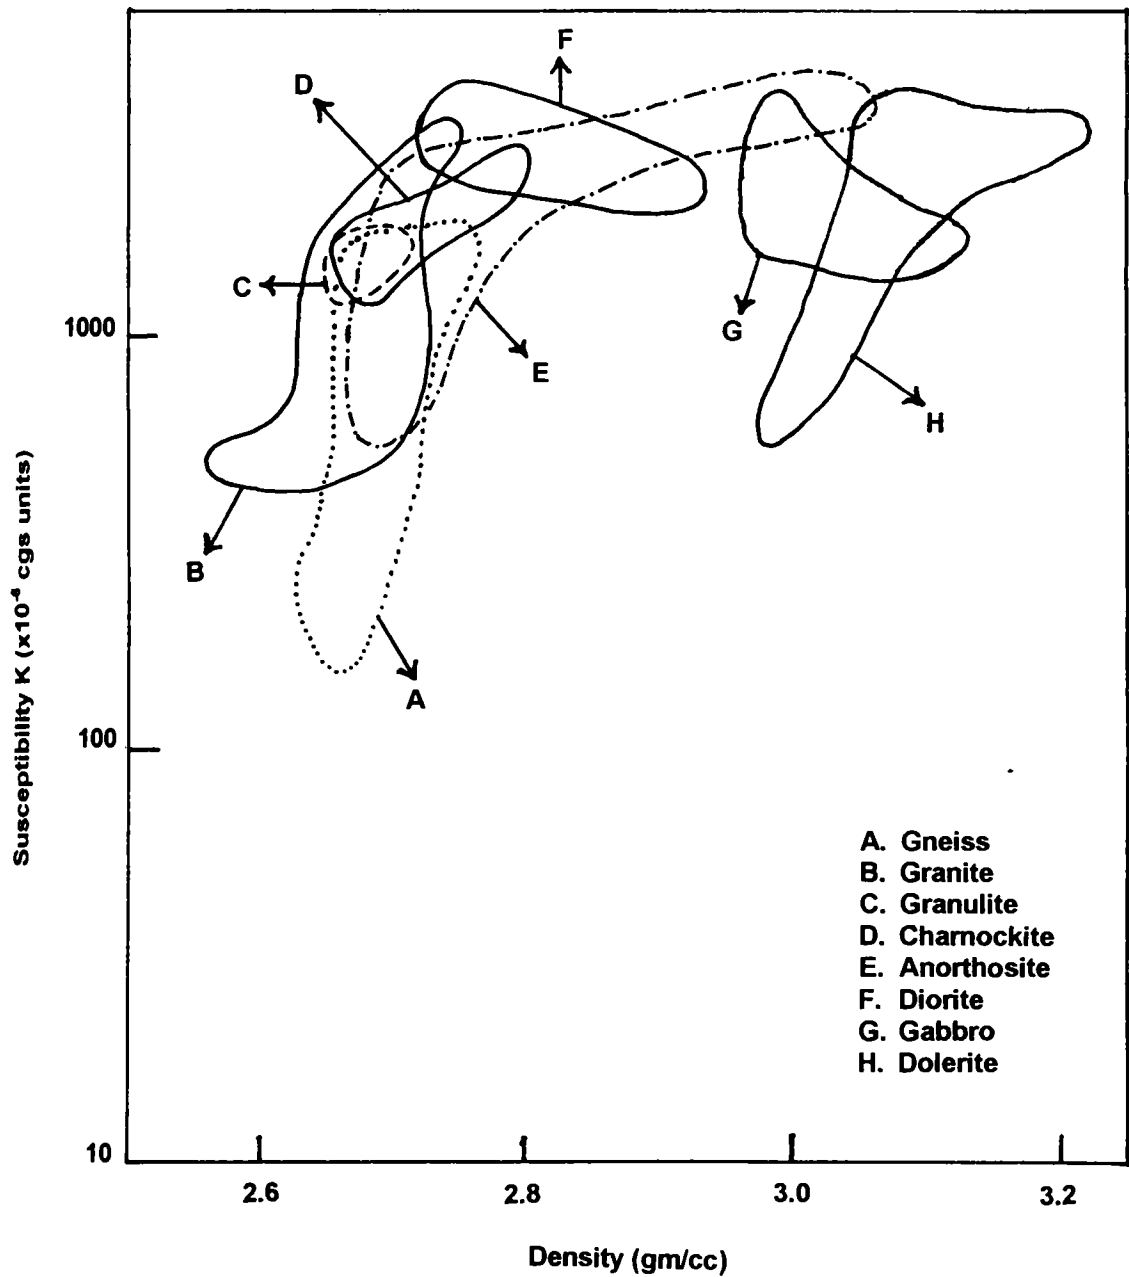 F
D
C
E
G
H
B
A
1000
100
10
Susceptibility K (x10⁻⁶ cgs units)
A. Gneiss
B. Granite
C. Granulite
D. Charnockite
E. Anorthosite
F. Diorite
G. Gabbro
H. Dolerite
2.6 2.8 3.0 3.2
Density (gm/cc)